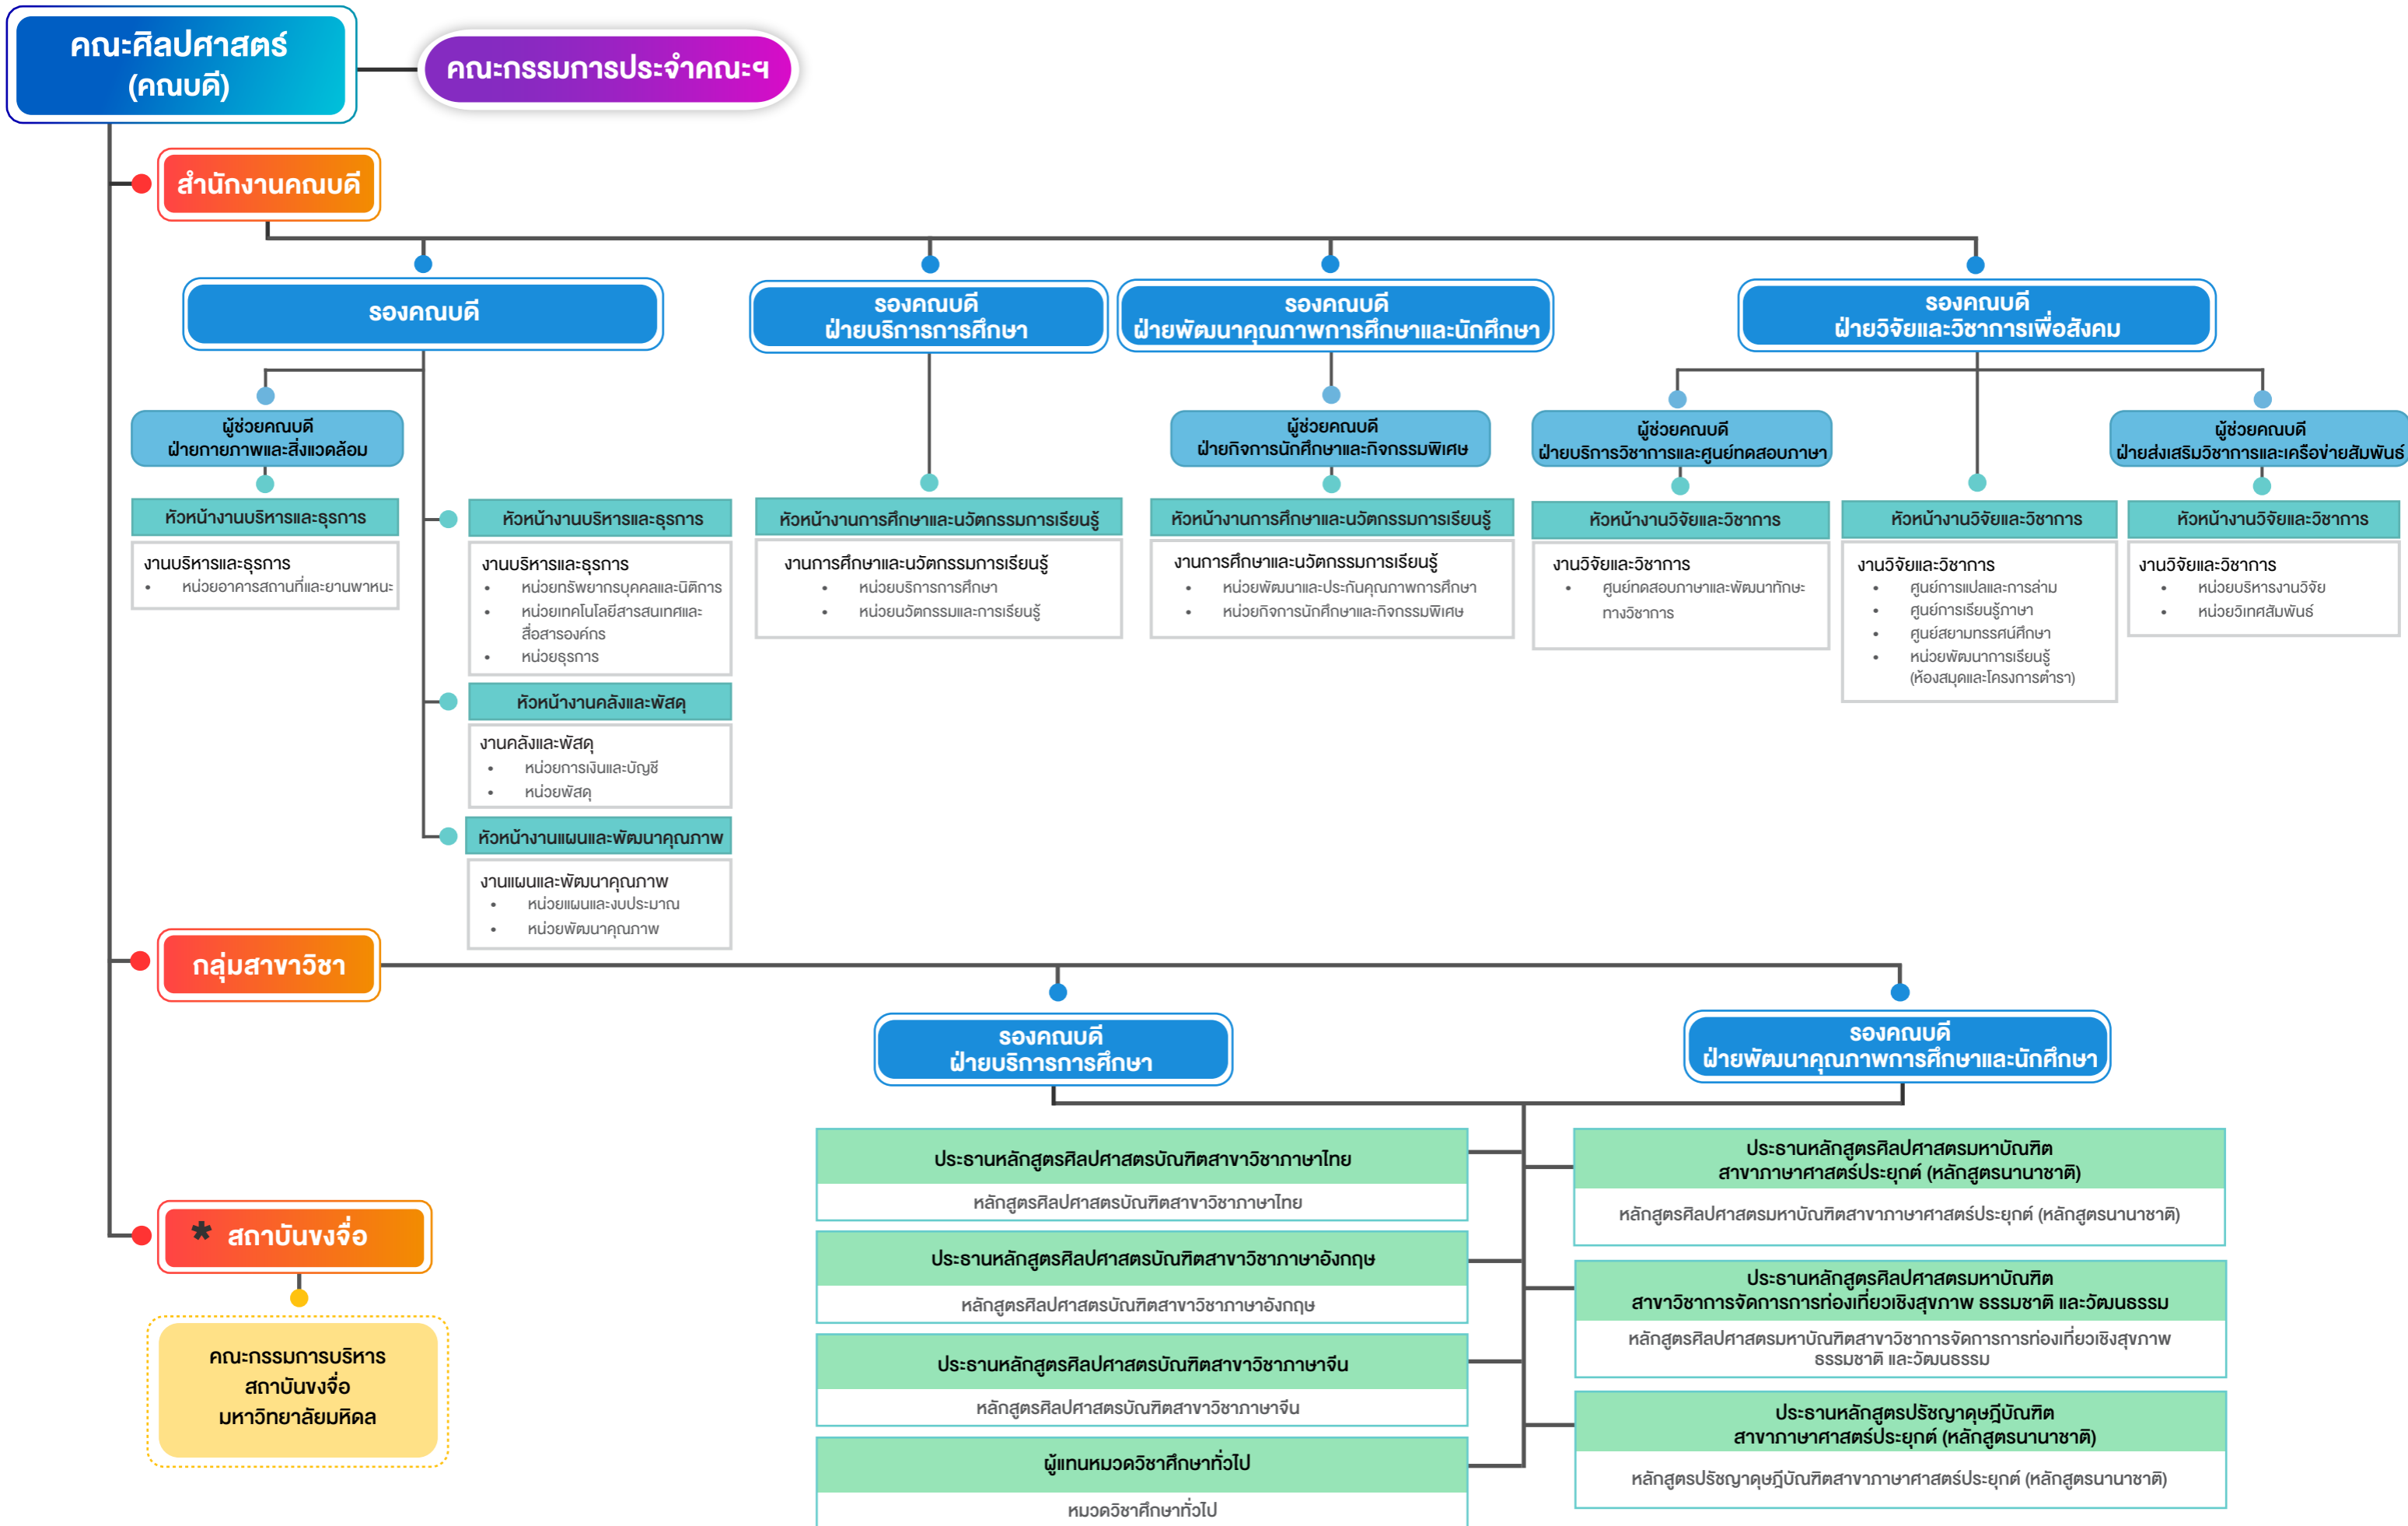 คณะศิลปศาสตร์
(คณบดี)
คณะกรรมการประจำคณะฯ
สำนักงานคณบดี
รองคณบดี
ผู้ช่วยคณบดี
ฝ่ายกายภาพและสิ่งแวดล้อม
หัวหน้างานบริหารและธุรการ
งานบริหารและธุรการ
• หน่วยอาคารสถานที่และยานพาหนะ
หัวหน้างานบริหารและธุรการ
งานบริหารและธุรการ
• หน่วยทรัพยากรบุคคลและนิติการ
• หน่วยเทคโนโลยีสารสนเทศและ
สื่อสารองค์กร
• หน่วยธุรการ
หัวหน้างานคลังและพัสดุ
งานคลังและพัสดุ
• หน่วยการเงินและบัญชี
• หน่วยพัสดุ
หัวหน้างานแผนและพัฒนาคุณภาพ
งานแผนและพัฒนาคุณภาพ
• หน่วยแผนและงบประมาณ
• หน่วยพัฒนาคุณภาพ
รองคณบดี
ฝ่ายบริการการศึกษา
หัวหน้างานการศึกษาและนวัตกรรมการเรียนรู้
งานการศึกษาและนวัตกรรมการเรียนรู้
• หน่วยบริการการศึกษา
• หน่วยนวัตกรรมและการเรียนรู้
รองคณบดี
ฝ่ายพัฒนาคุณภาพการศึกษาและนักศึกษา
ผู้ช่วยคณบดี
ฝ่ายกิจการนักศึกษาและกิจกรรมพิเศษ
หัวหน้างานการศึกษาและนวัตกรรมการเรียนรู้
งานการศึกษาและนวัตกรรมการเรียนรู้
• หน่วยพัฒนาและประกันคุณภาพการศึกษา
• หน่วยกิจการนักศึกษาและกิจกรรมพิเศษ
รองคณบดี
ฝ่ายวิจัยและวิชาการเพื่อสังคม
ผู้ช่วยคณบดี
ฝ่ายบริการวิชาการและศูนย์ทดสอบภาษา
หัวหน้างานวิจัยและวิชาการ
งานวิจัยและวิชาการ
• ศูนย์ทดสอบภาษาและพัฒนาทักษะ
ทางวิชาการ
หัวหน้างานวิจัยและวิชาการ
งานวิจัยและวิชาการ
• ศูนย์การแปลและการล่าม
• ศูนย์การเรียนรู้ภาษา
• ศูนย์สยามทรรศน์ศึกษา
• หน่วยพัฒนาการเรียนรู้
(ห้องสมุดและโครงการตำรา)
ผู้ช่วยคณบดี
ฝ่ายส่งเสริมวิชาการและเครือข่ายสัมพันธ์
หัวหน้างานวิจัยและวิชาการ
งานวิจัยและวิชาการ
• หน่วยบริหารงานวิจัย
• หน่วยวิเทศสัมพันธ์
กลุ่มสาขาวิชา
รองคณบดี
ฝ่ายบริการการศึกษา
รองคณบดี
ฝ่ายพัฒนาคุณภาพการศึกษาและนักศึกษา
ประธานหลักสูตรศิลปศาสตรบัณฑิตสาขาวิชาภาษาไทย
หลักสูตรศิลปศาสตรบัณฑิตสาขาวิชาภาษาไทย
ประธานหลักสูตรศิลปศาสตรบัณฑิตสาขาวิชาภาษาอังกฤษ
หลักสูตรศิลปศาสตรบัณฑิตสาขาวิชาภาษาอังกฤษ
ประธานหลักสูตรศิลปศาสตรบัณฑิตสาขาวิชาภาษาจีน
หลักสูตรศิลปศาสตรบัณฑิตสาขาวิชาภาษาจีน
ผู้แทนหมวดวิชาศึกษาทั่วไป
หมวดวิชาศึกษาทั่วไป
ประธานหลักสูตรศิลปศาสตรมหาบัณฑิต
สาขาภาษาศาสตร์ประยุกต์ (หลักสูตรนานาชาติ)
หลักสูตรศิลปศาสตรมหาบัณฑิตสาขาภาษาศาสตร์ประยุกต์ (หลักสูตรนานาชาติ)
ประธานหลักสูตรศิลปศาสตรมหาบัณฑิต
สาขาวิชาการจัดการการท่องเที่ยวเชิงสุขภาพ ธรรมชาติ และวัฒนธรรม
หลักสูตรศิลปศาสตรมหาบัณฑิตสาขาวิชาการจัดการการท่องเที่ยวเชิงสุขภาพ
ธรรมชาติ และวัฒนธรรม
ประธานหลักสูตรปรัชญาดุษฎีบัณฑิต
สาขาภาษาศาสตร์ประยุกต์ (หลักสูตรนานาชาติ)
หลักสูตรปรัชญาดุษฎีบัณฑิตสาขาภาษาศาสตร์ประยุกต์ (หลักสูตรนานาชาติ)
* สถาบันขงจื่อ
คณะกรรมการบริหาร
สถาบันขงจื่อ
มหาวิทยาลัยมหิดล